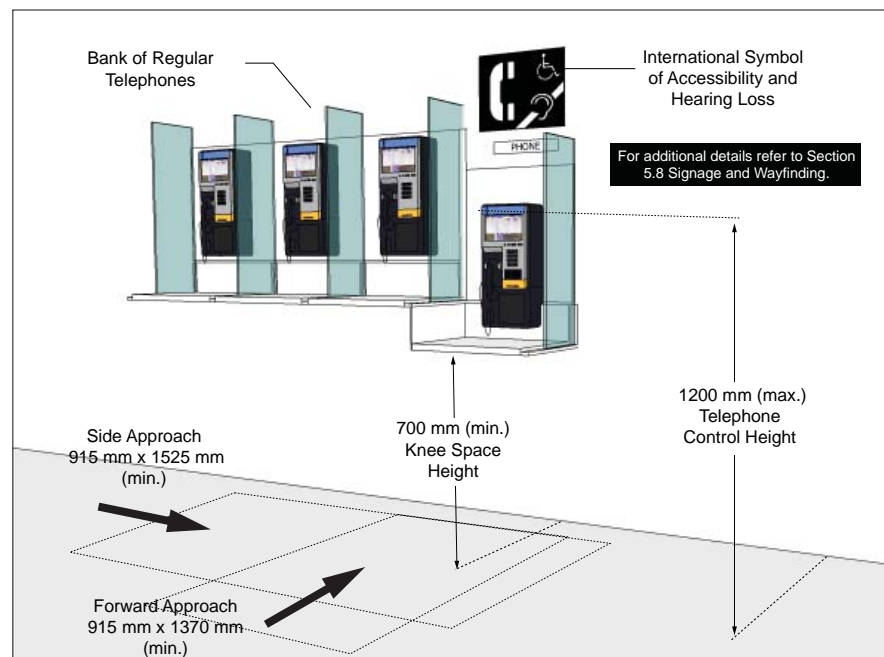 Bank of Regular
Telephones
International Symbol
of Accessibility and
Hearing Loss
PHONE
For additional details refer to Section
5.8 Signage and Wayfinding.
1200 mm (max.)
Telephone
Control Height
700 mm (min.)
Knee Space
Height
Side Approach
915 mm x 1525 mm
(min.)
Forward Approach
915 mm x 1370 mm
(min.)